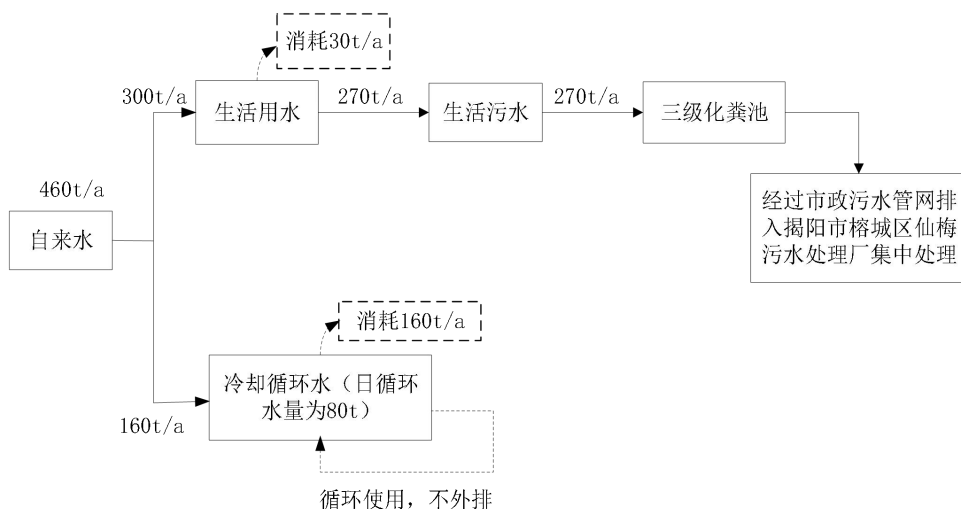 消耗30t/a
300t/a
生活用水
270t/a
生活污水
270t/a
三级化粪池
460t/a
自来水
经过市政污水管网排
入揭阳市榕城区仙梅
污水处理厂集中处理
消耗160t/a
冷却循环水（日循环
水量为80t）
160t/a
循环使用，不外排